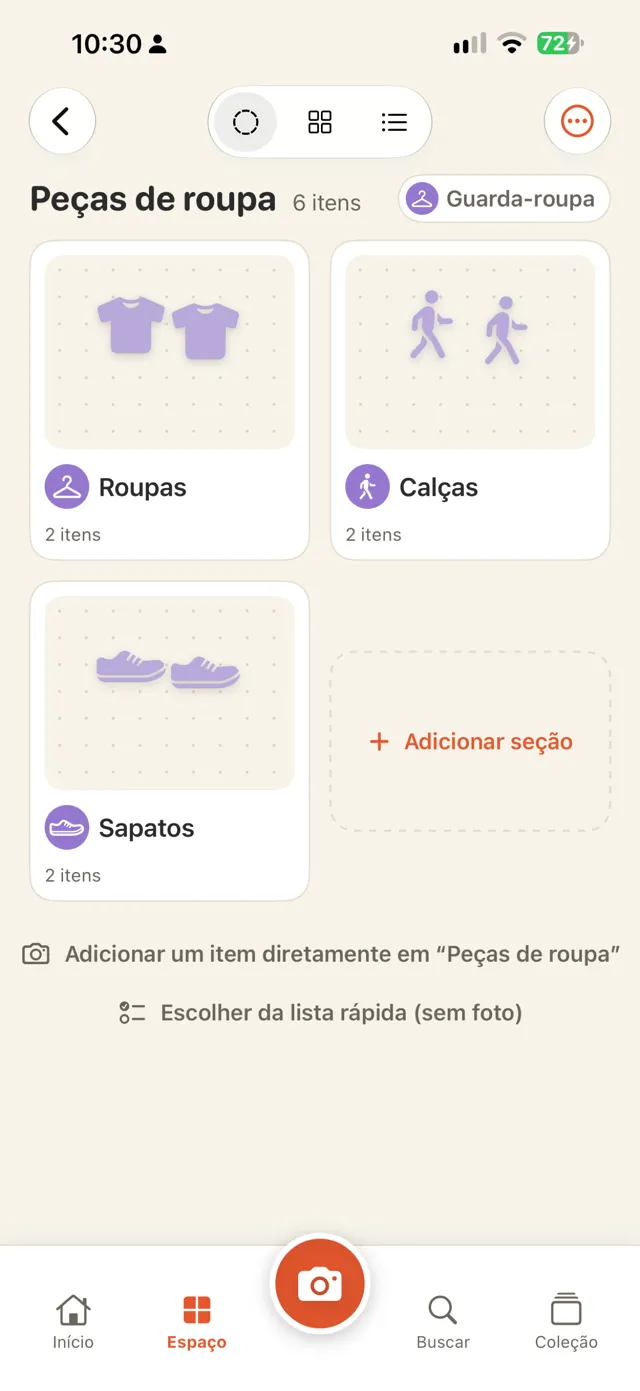 10:30
72
Peças de roupa
6 itens
Guarda-roupa
Roupas
2 itens
Calças
2 itens
Sapatos
2 itens
+ Adicionar seção
Adicionar um item diretamente em “Peças de roupa”
Escolher da lista rápida (sem foto)
Início
Espaço
Buscar
Coleção